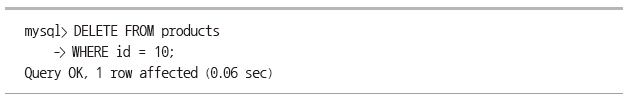 mysql> DELETE FROM products
    -> WHERE id = 10;
Query OK, 1 row affected (0.06 sec)